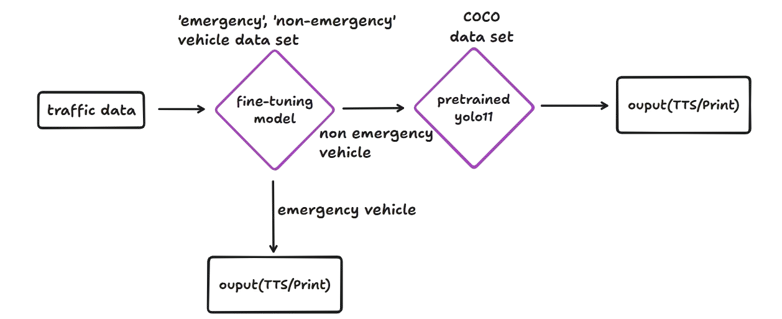 'emergency', 'non-emergency'
vehicle data set
COCO
data set
traffic data
fine-tuning
model
non emergency
vehicle
pretrained
yolo11
ouput(TTS/Print)
emergency vehicle
ouput(TTS/Print)